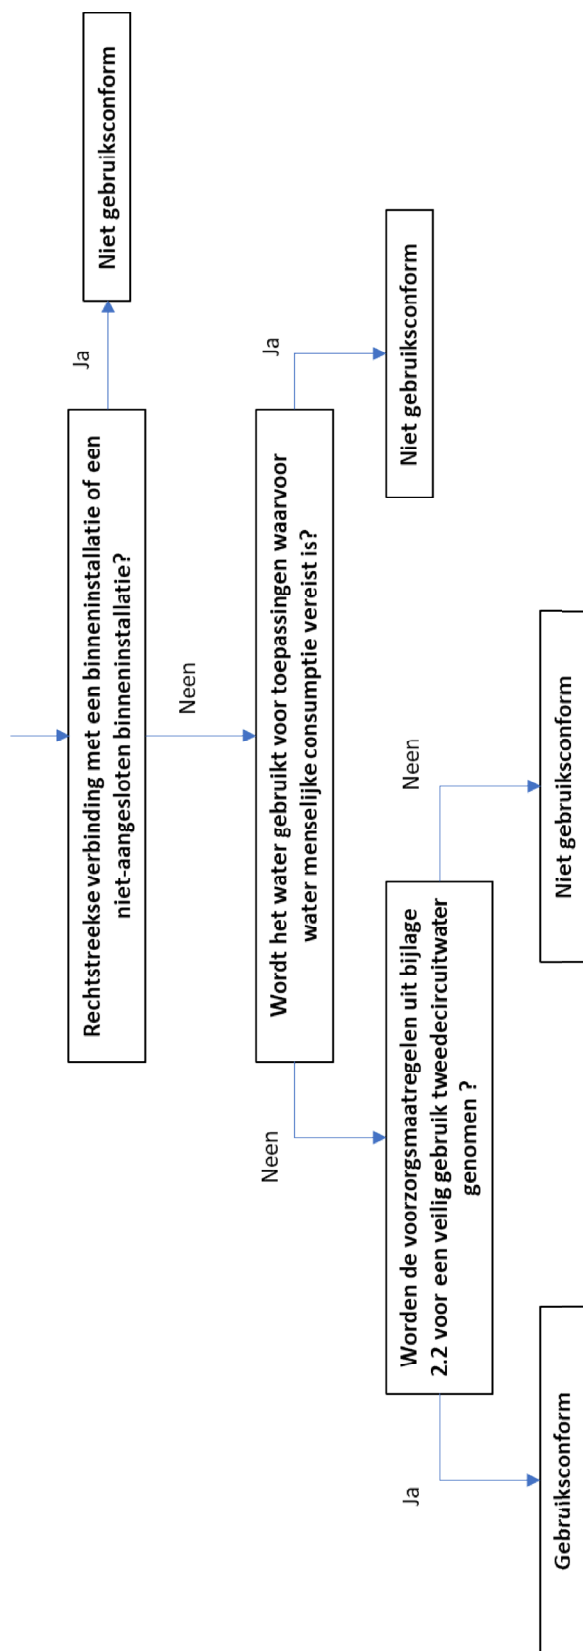 Rechtstreekse verbinding met een binneninstallatie of een
niet-aangesloten binneninstallatie?
Ja
Niet gebruiksconform
Neen
Wordt het water gebruikt voor toepassingen waarvoor
water menselijke consumptie vereist is?
Ja
Niet gebruiksconform
Neen
Worden de voorzorgsmaatregelen uit bijlage
2.2 voor een veilig gebruik tweedecircuitwater
genomen ?
Neen
Niet gebruiksconform
Ja
Gebruiksconform